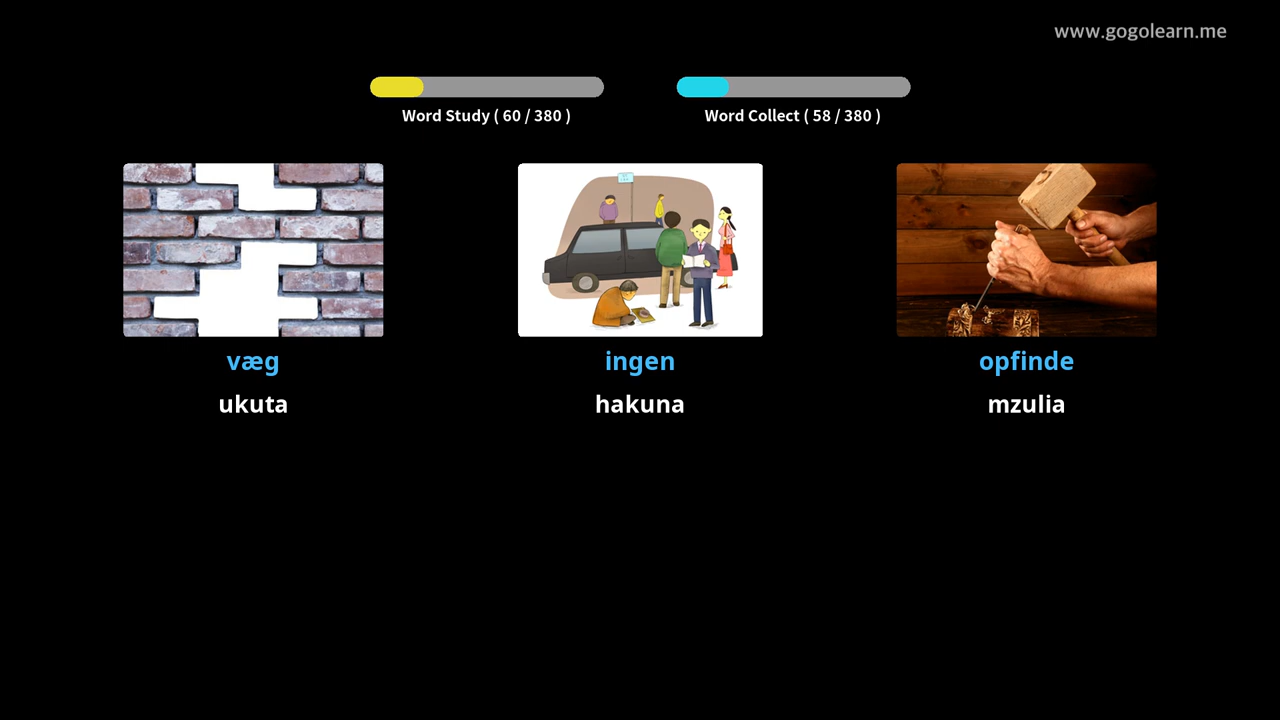 www.gogolearn.me
Word Study ( 60 / 380 )
Word Collect ( 58 / 380 )
væg
ingen
opfinde
ukuta
hakuna
mzulia